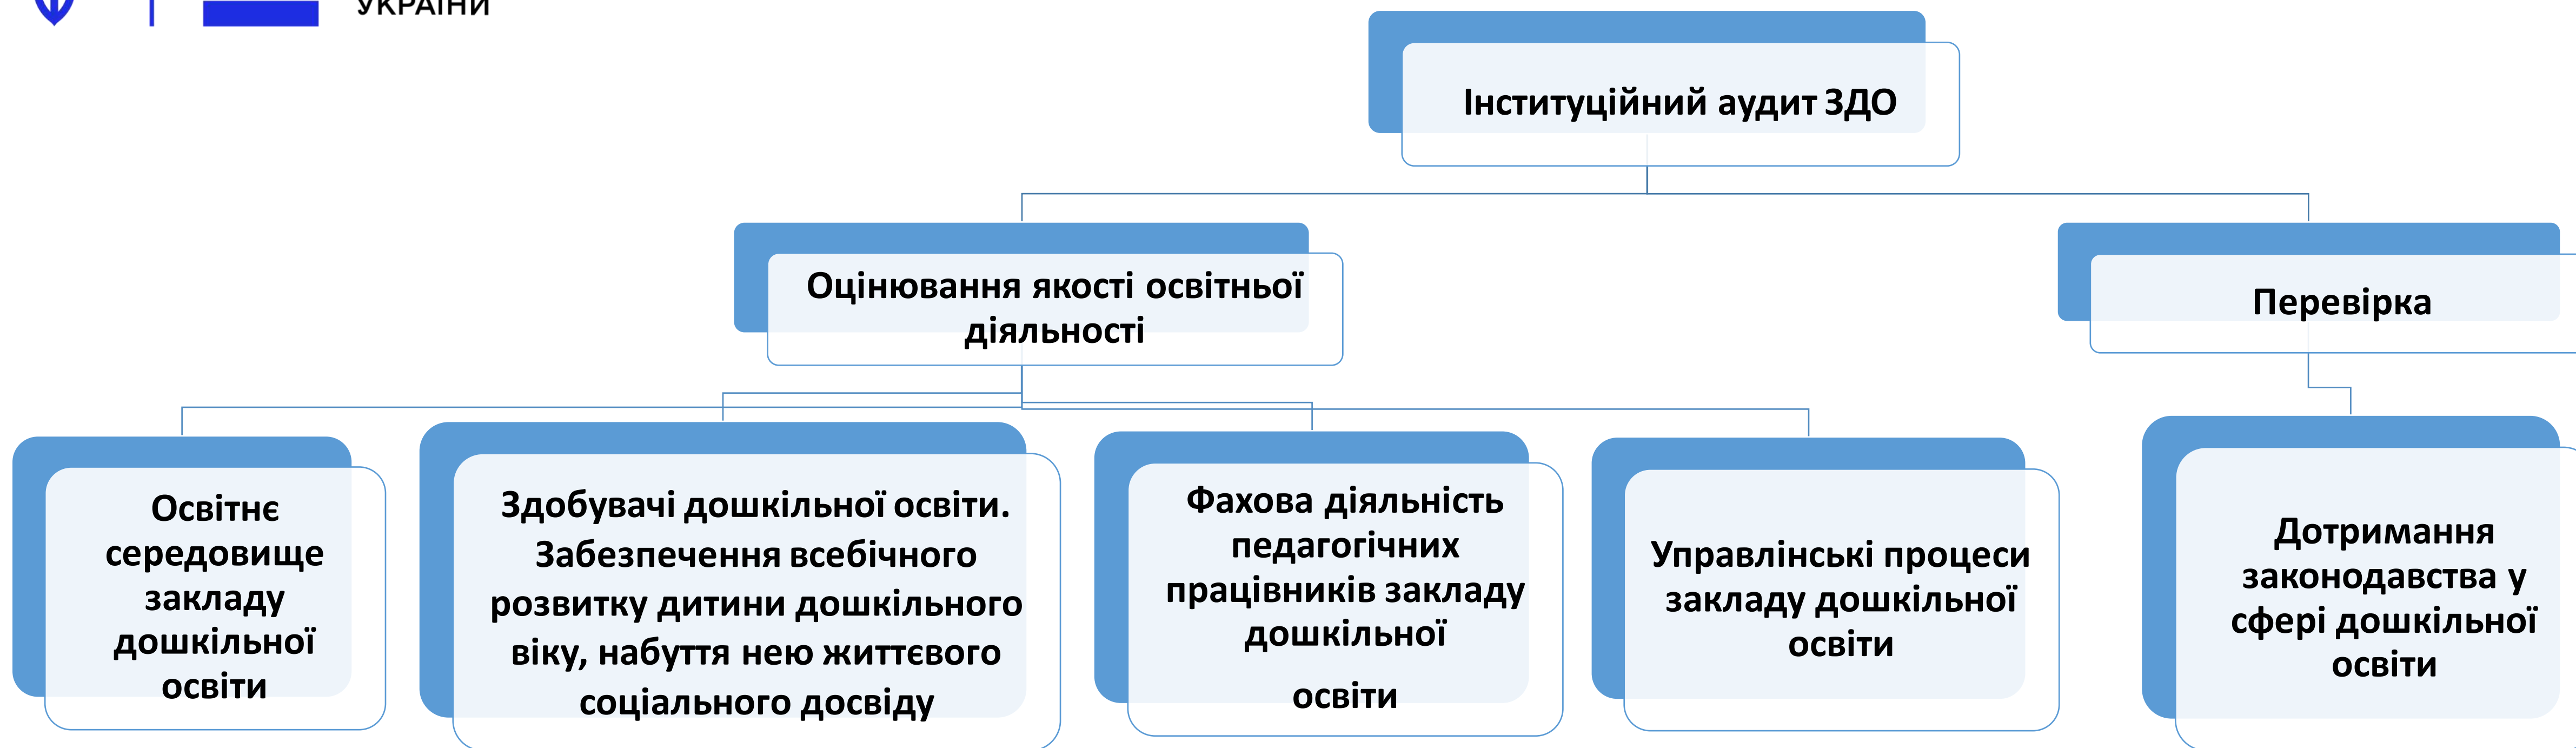 УКРАЇНИ
Інституційний аудит ЗДО
Оцінювання якості освітньої
діяльності
Перевірка
Освітнє
середовище
закладу
дошкільної
освіти
Здобувачі дошкільної освіти.
Забезпечення всебічного
розвитку дитини дошкільного
віку, набуття нею життєвого
соціального досвіду
Фахова діяльність
педагогічних
працівників закладу
дошкільної
освіти
Управлінські процеси
закладу дошкільної
освіти
Дотримання
законодавства у
сфері дошкільної
освіти